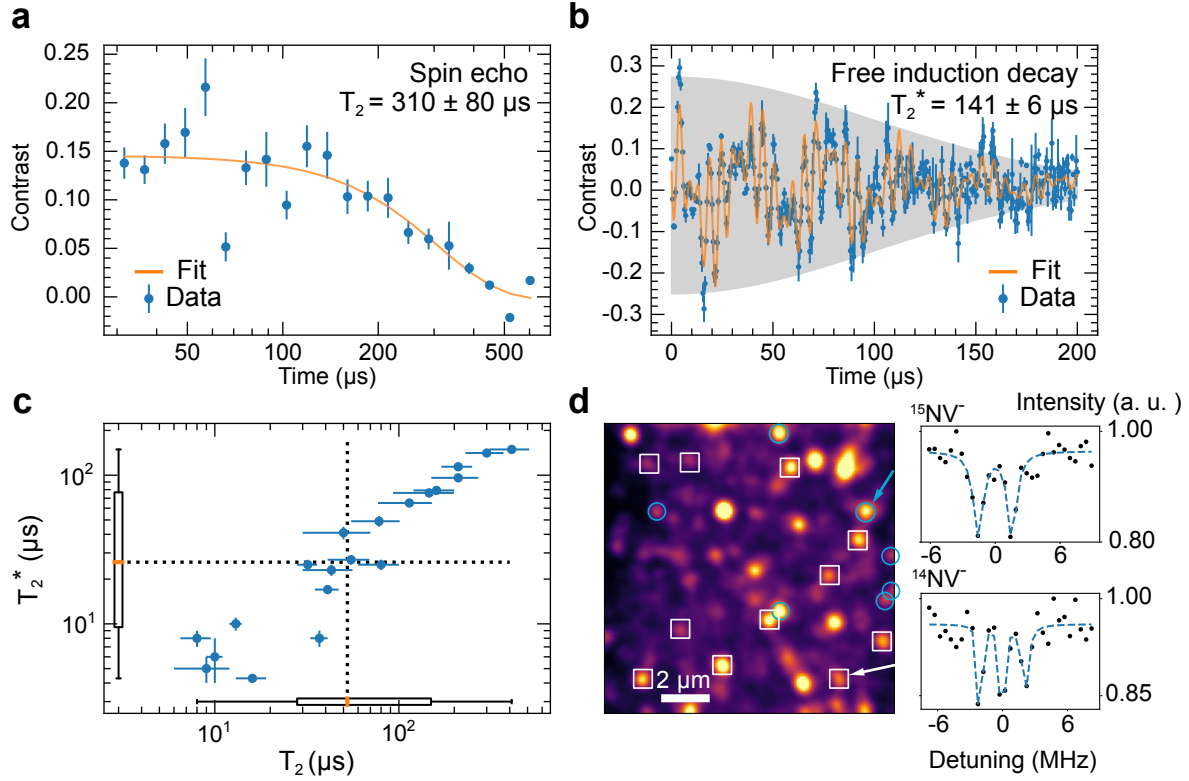 a
Spin echo
T₂ = 310 ± 80 µs
Contrast
0.25
0.20
0.15
0.10
0.05
0.00
Fit
Data
50
100
200
500
Time (µs)
b
Free induction decay
T₂* = 141 ± 6 µs
Contrast
0.3
0.2
0.1
0.0
-0.1
-0.2
-0.3
Fit
Data
0
50
100
150
200
Time (µs)
c
T₂* (µs)
10²
10¹
10¹
10²
T₂ (µs)
d
2 µm
¹⁵NV⁻
Intensity (a. u. )
1.00
0.80
-6
0
6
¹⁴NV⁻
1.00
0.85
-6
0
6
Detuning (MHz)